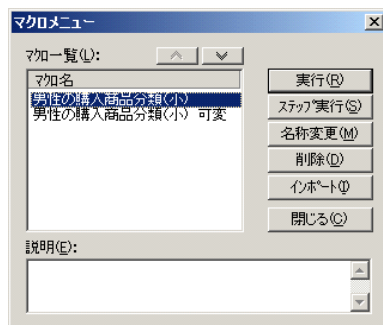 マクロメニュー
マクロ一覧(L):
マクロ名
男性の購入商品分類(小)
男性の購入商品分類(小) 可変
実行(R)
ステップ実行(S)
名称変更(M)
削除(D)
インポート(I)
閉じる(C)
説明(E):